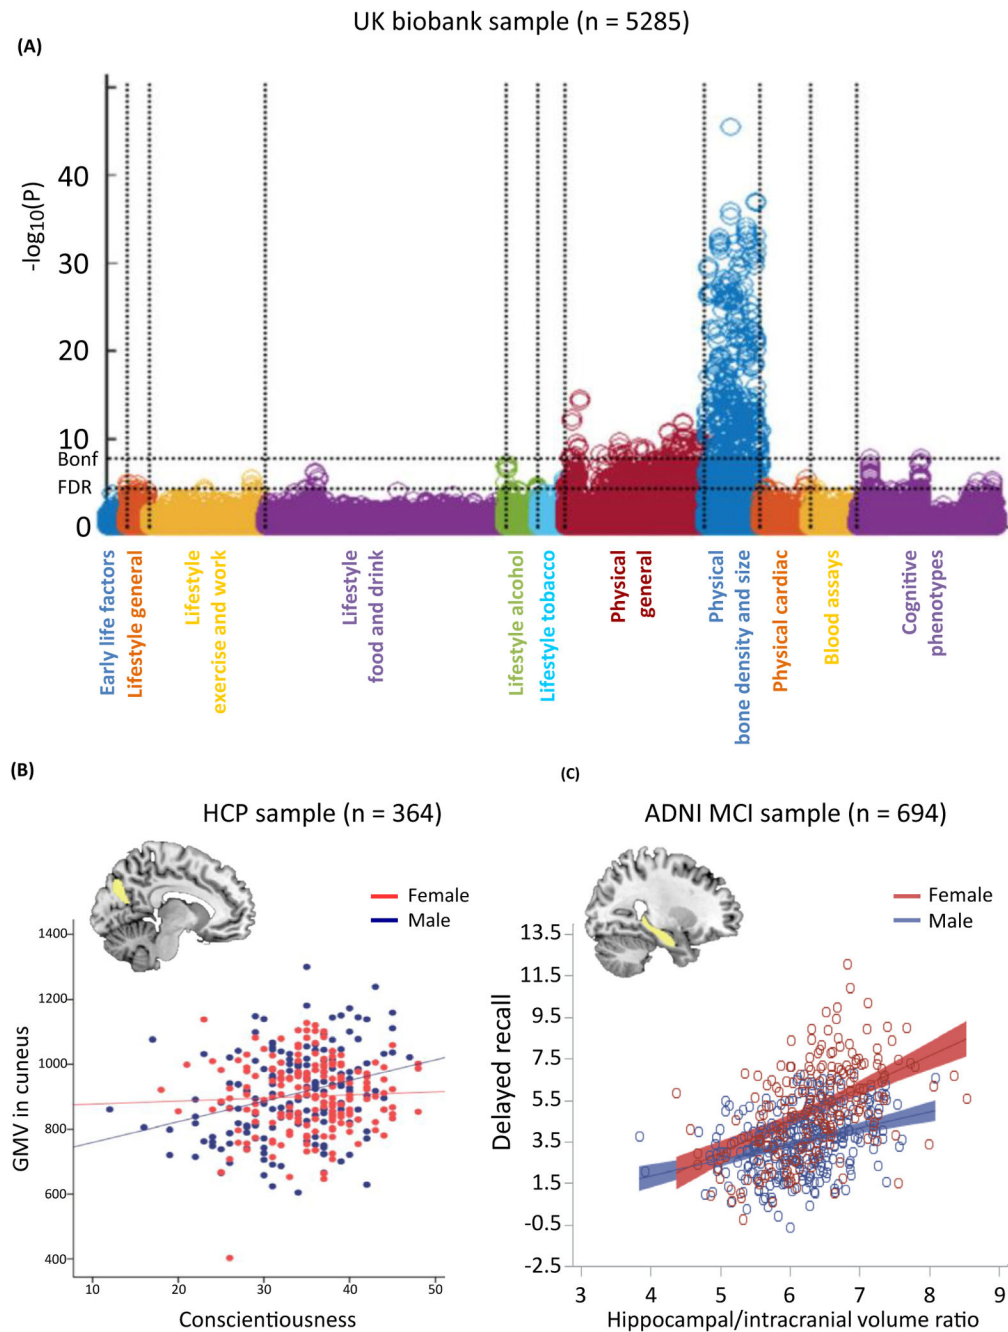 UK biobank sample (n = 5285)
(A)
-log10(P)
40
30
20
10
Bonf
FDR
0
Early life factors
Lifestyle general
Lifestyle
exercise and work
Lifestyle
food and drink
Lifestyle alcohol
Lifestyle tobacco
Physical
general
Physical
bone density and size
Physical cardiac
Blood assays
Cognitive
phenotypes
(B)
HCP sample (n = 364)
Female
Male
GMV in cuneus
1400
1200
1000
800
600
400
10 20 30 40 50
Conscientiousness
(C)
ADNI MCI sample (n = 694)
Female
Male
Delayed recall
13.5
11.5
9.5
7.5
5.5
3.5
1.5
-0.5
-2.5
3 4 5 6 7 8 9
Hippocampal/intracranial volume ratio